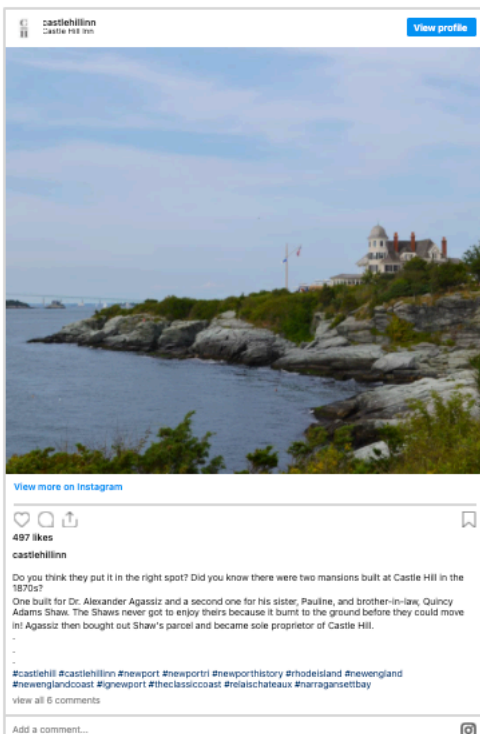 castlehillinn
Castle Hill Inn
View profile
View more on Instagram
497 likes
castlehillinn
Do you think they put it in the right spot? Did you know there were two mansions built at Castle Hill in the
1870s?
One built for Dr. Alexander Agassiz and a second one for his sister, Pauline, and brother-in-law, Quincy
Adams Shaw. The Shaws never got to enjoy theirs because it burnt to the ground before they could move
in! Agassiz then bought out Shaw's parcel and became sole proprietor of Castle Hill.
.
.
.
#castlehill #castlehillinn #newport #newportri #newporthistory #rhodeisland #newengland
#newenglandcoast #ignewport #theclassiccoast #relaischateaux #narragansettbay
view all 6 comments
Add a comment...